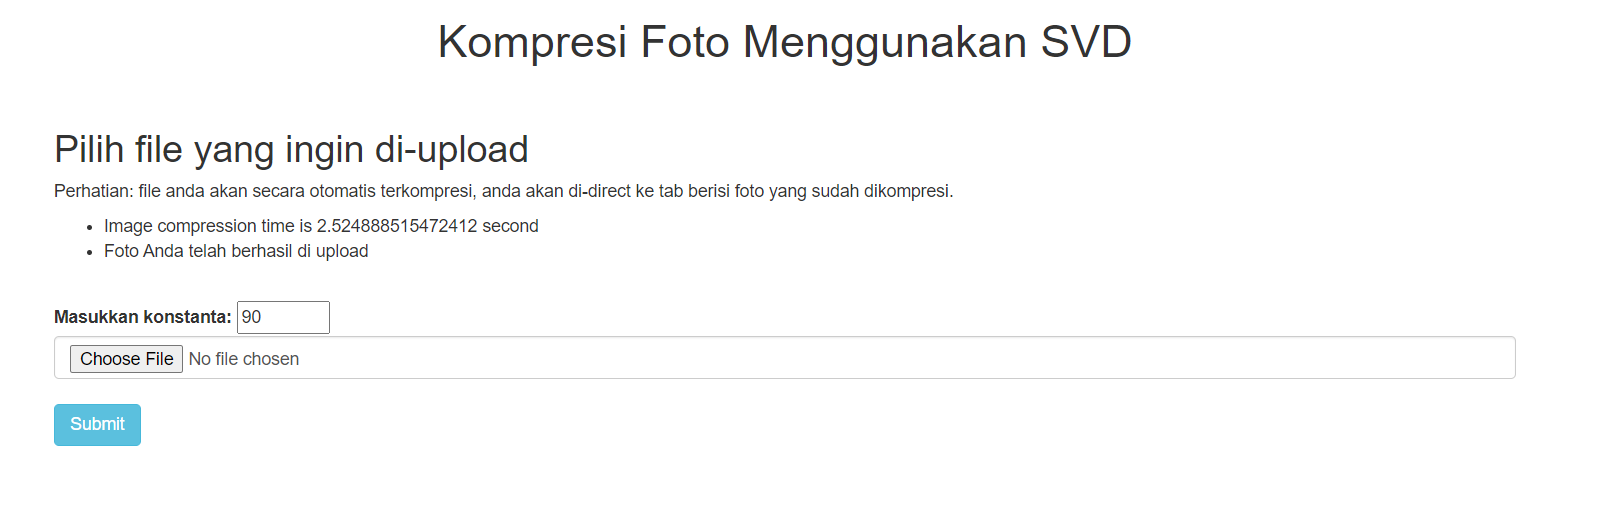 Kompresi Foto Menggunakan SVD
Pilih file yang ingin di-upload
Perhatian: file anda akan secara otomatis terkompresi, anda akan di-direct ke tab berisi foto yang sudah dikompresi.
• Image compression time is 2.524888515472412 second
• Foto Anda telah berhasil di upload
Masukkan konstanta: 90
Choose File No file chosen
Submit